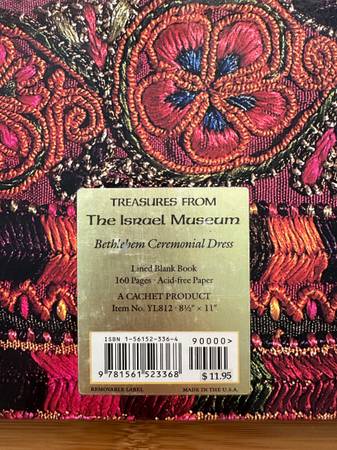 TREASURES FROM
The Israel Museum
Bethlehem Ceremonial Dress
Lined Blank Book
160 Pages · Acid-free Paper
A CACHET PRODUCT
Item No. YL812 · 8½" × 11"
ISBN 1-56152-336-4
90000>
9 781561 523368
$11.95
REMOVABLE LABEL
MADE IN THE U.S.A.